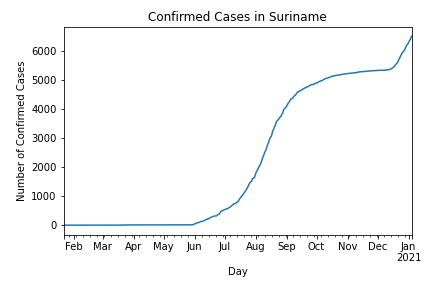 Confirmed Cases in Suriname
Number of Confirmed Cases
6000
5000
4000
3000
2000
1000
0
Feb Mar Apr May Jun Jul Aug Sep Oct Nov Dec Jan
2021
Day